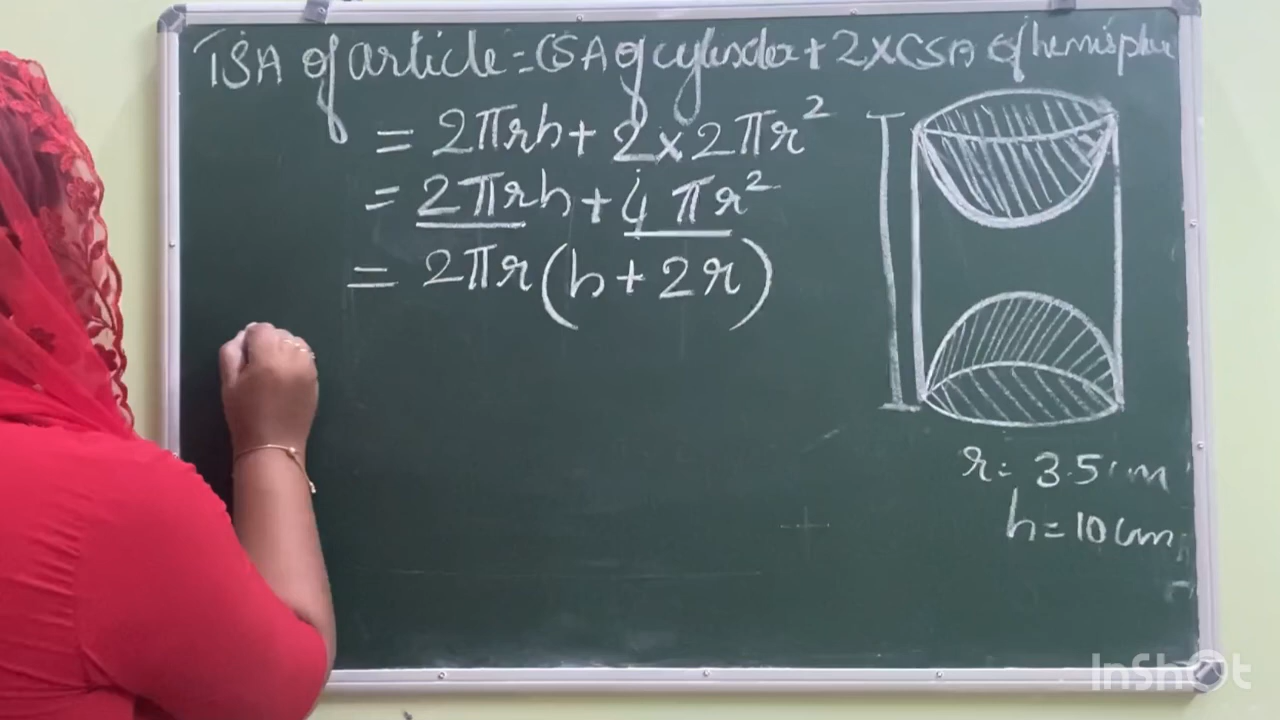 TSA of article = CSA of cylinder + 2 × CSA of hemisphere
= 2πrh + 2 × 2πr²
= 2πrh + 4πr²
= 2πr(h + 2r)
r = 3.5 cm
h = 10 cm
InShot